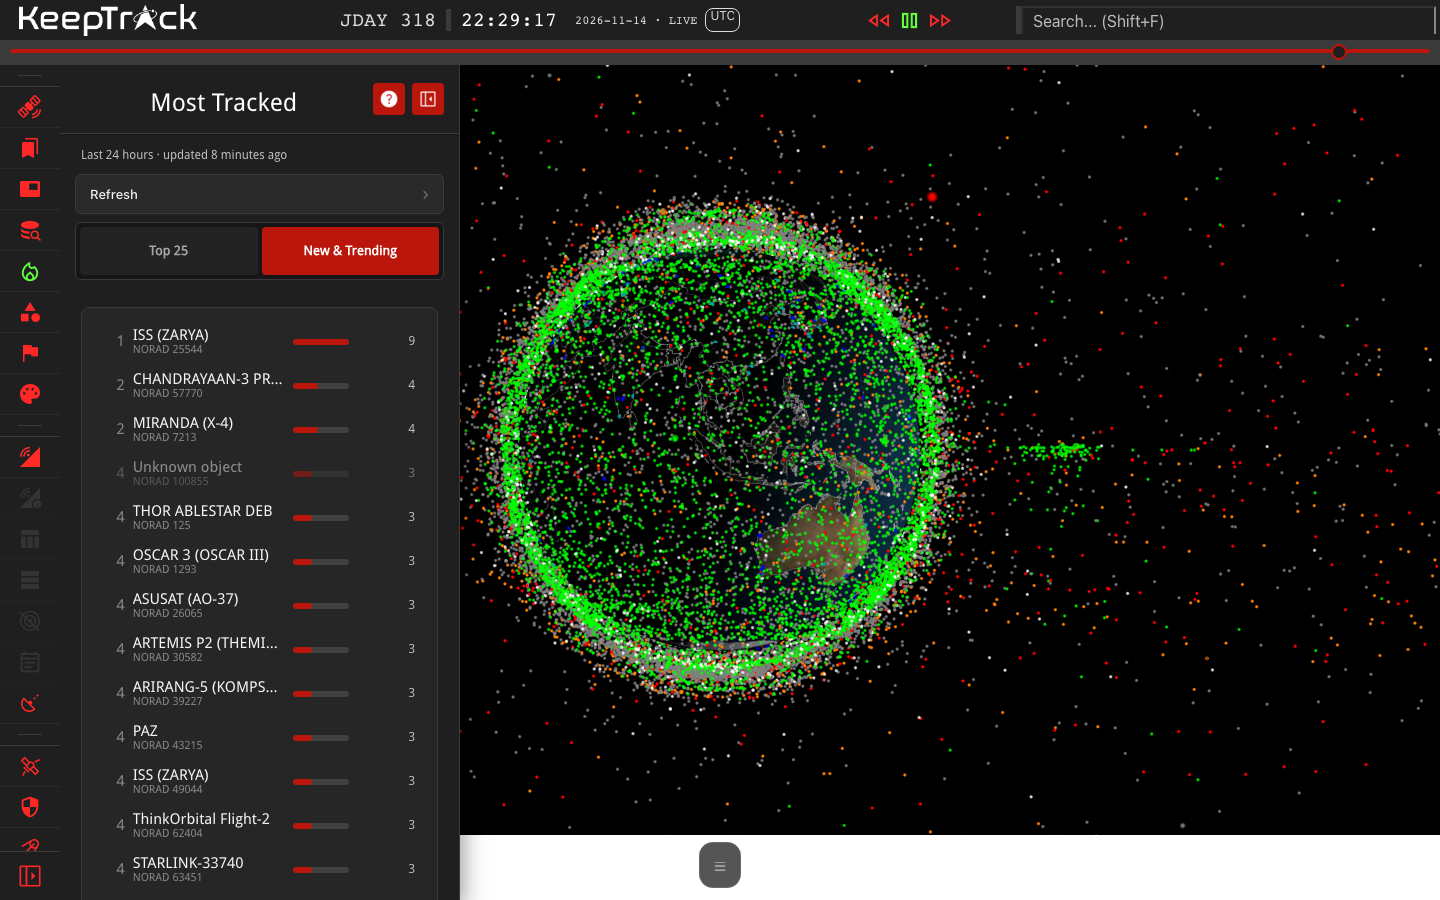 KeepTrack
JDAY 318
22:29:17
2026-11-14 · LIVE
UTC
Search... (Shift+F)
Most Tracked
Last 24 hours · updated 8 minutes ago
Refresh
Top 25
New & Trending
1 ISS (ZARYA) 9
NORAD 25544
2 CHANDRAYAAN-3 PR... 4
NORAD 57770
2 MIRANDA (X-4) 4
NORAD 7213
4 Unknown object 3
NORAD 100855
4 THOR ABLESTAR DEB 3
NORAD 125
4 OSCAR 3 (OSCAR III) 3
NORAD 1293
4 ASUSAT (AO-37) 3
NORAD 26065
4 ARTEMIS P2 (THEMI... 3
NORAD 30582
4 ARIRANG-5 (KOMPS... 3
NORAD 39227
4 PAZ 3
NORAD 43215
4 ISS (ZARYA) 3
NORAD 49044
4 ThinkOrbital Flight-2 3
NORAD 62404
4 STARLINK-33740 3
NORAD 63451